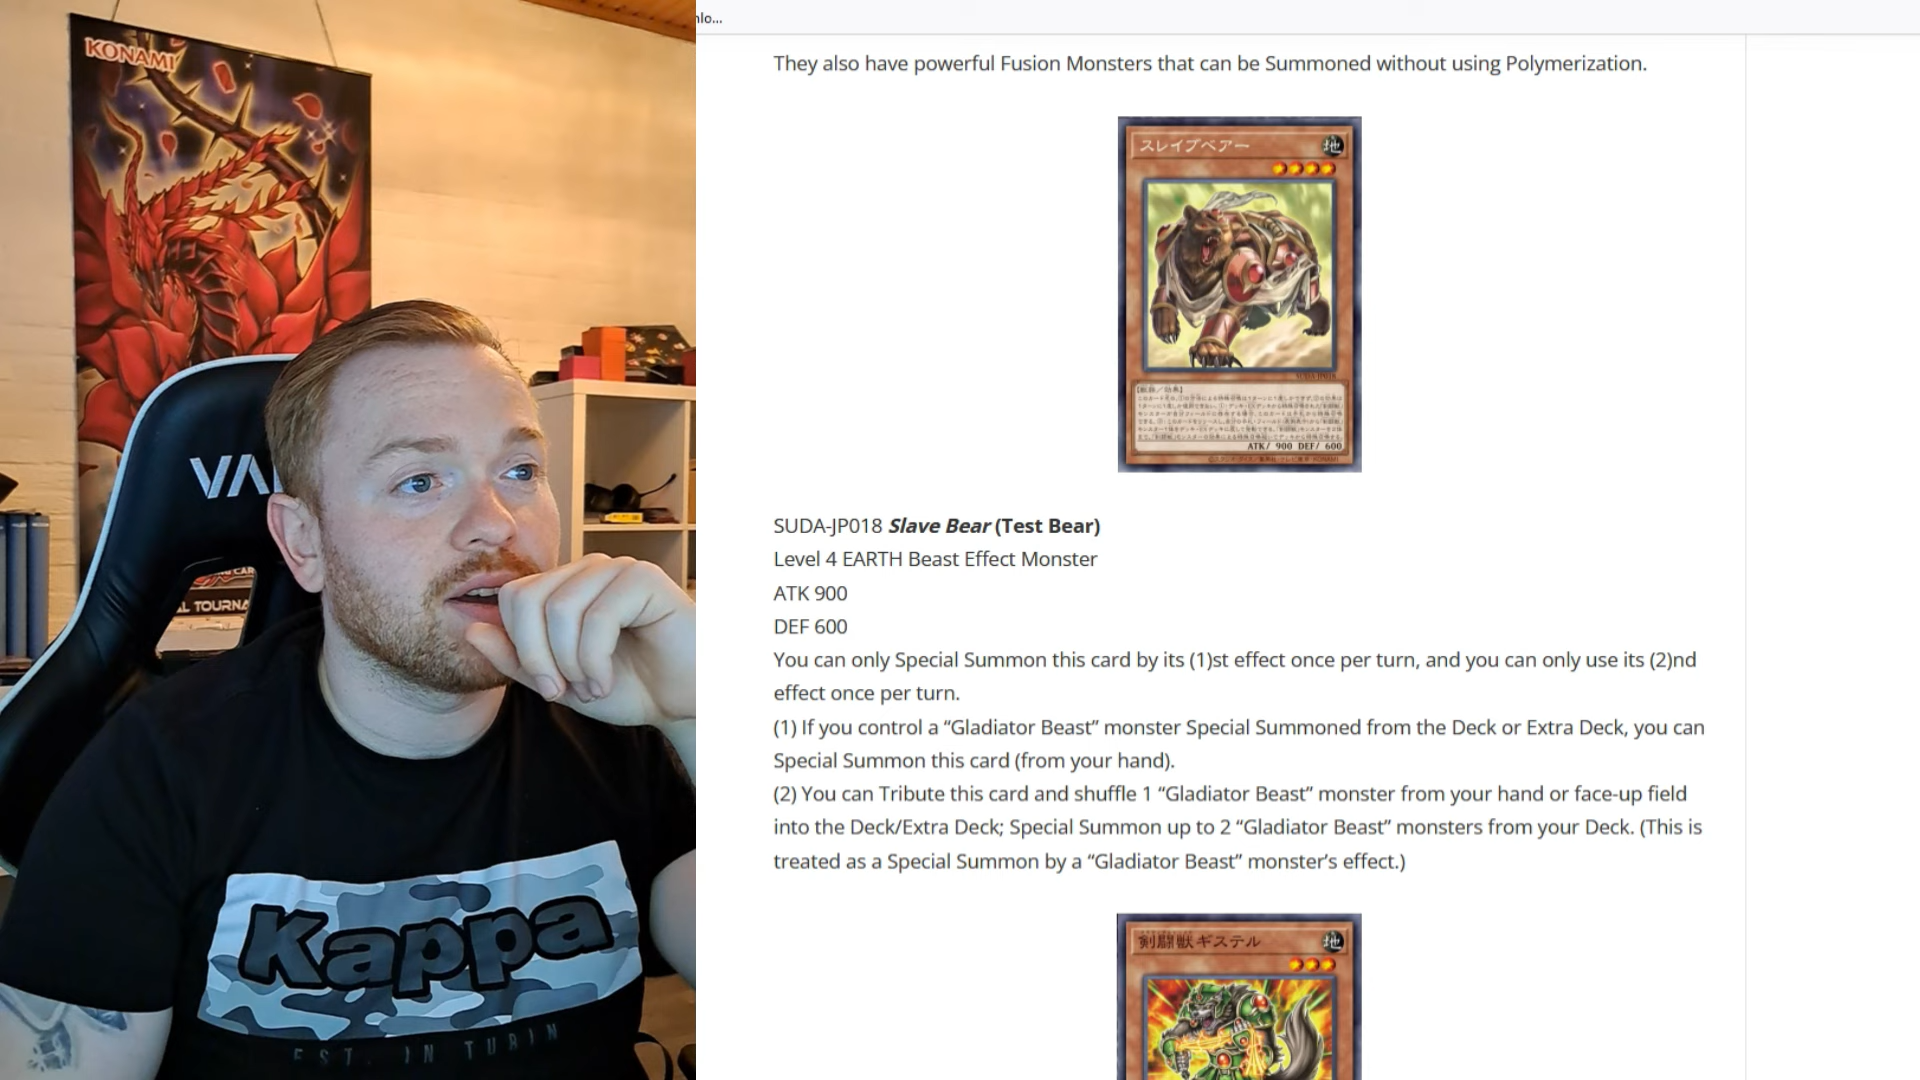 KONAMI
VA
L TOURNA
Kappa
EST. IN TURIN
nlo...
They also have powerful Fusion Monsters that can be Summoned without using Polymerization.
スレイブベアー
地
SUDA-JP018
ATK/ 900 DEF/ 600
SUDA-JP018 Slave Bear (Test Bear)
Level 4 EARTH Beast Effect Monster
ATK 900
DEF 600
You can only Special Summon this card by its (1)st effect once per turn, and you can only use its (2)nd
effect once per turn.
(1) If you control a “Gladiator Beast” monster Special Summoned from the Deck or Extra Deck, you can
Special Summon this card (from your hand).
(2) You can Tribute this card and shuffle 1 “Gladiator Beast” monster from your hand or face-up field
into the Deck/Extra Deck; Special Summon up to 2 “Gladiator Beast” monsters from your Deck. (This is
treated as a Special Summon by a “Gladiator Beast” monster’s effect.)
剣闘獣ギステル
地